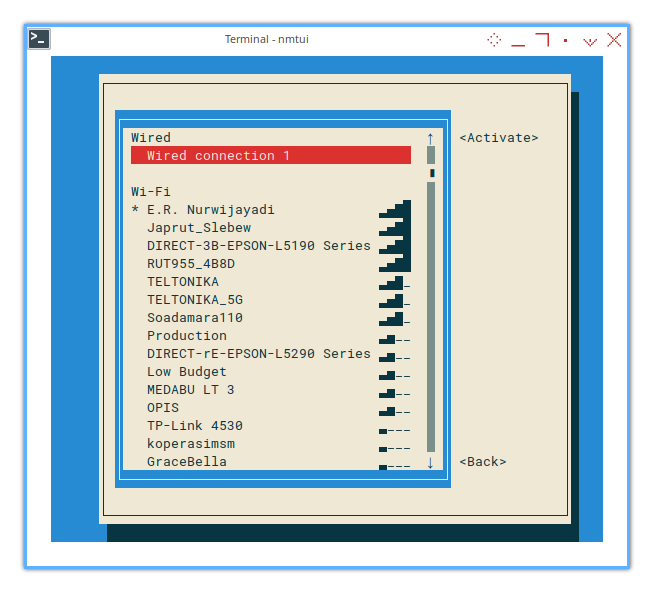 Terminal - nmtui
Wired
<Activate>
Wired connection 1
Wi-Fi
* E.R. Nurwijayadi
Japrut_Slebew
DIRECT-3B-EPSON-L5190 Series
RUT955_4B8D
TELTONIKA
TELTONIKA_5G
Soadamara110
Production
DIRECT-rE-EPSON-L5290 Series
Low Budget
MEDABU LT 3
OPIS
TP-Link 4530
koperasimsm
GraceBella
<Back>